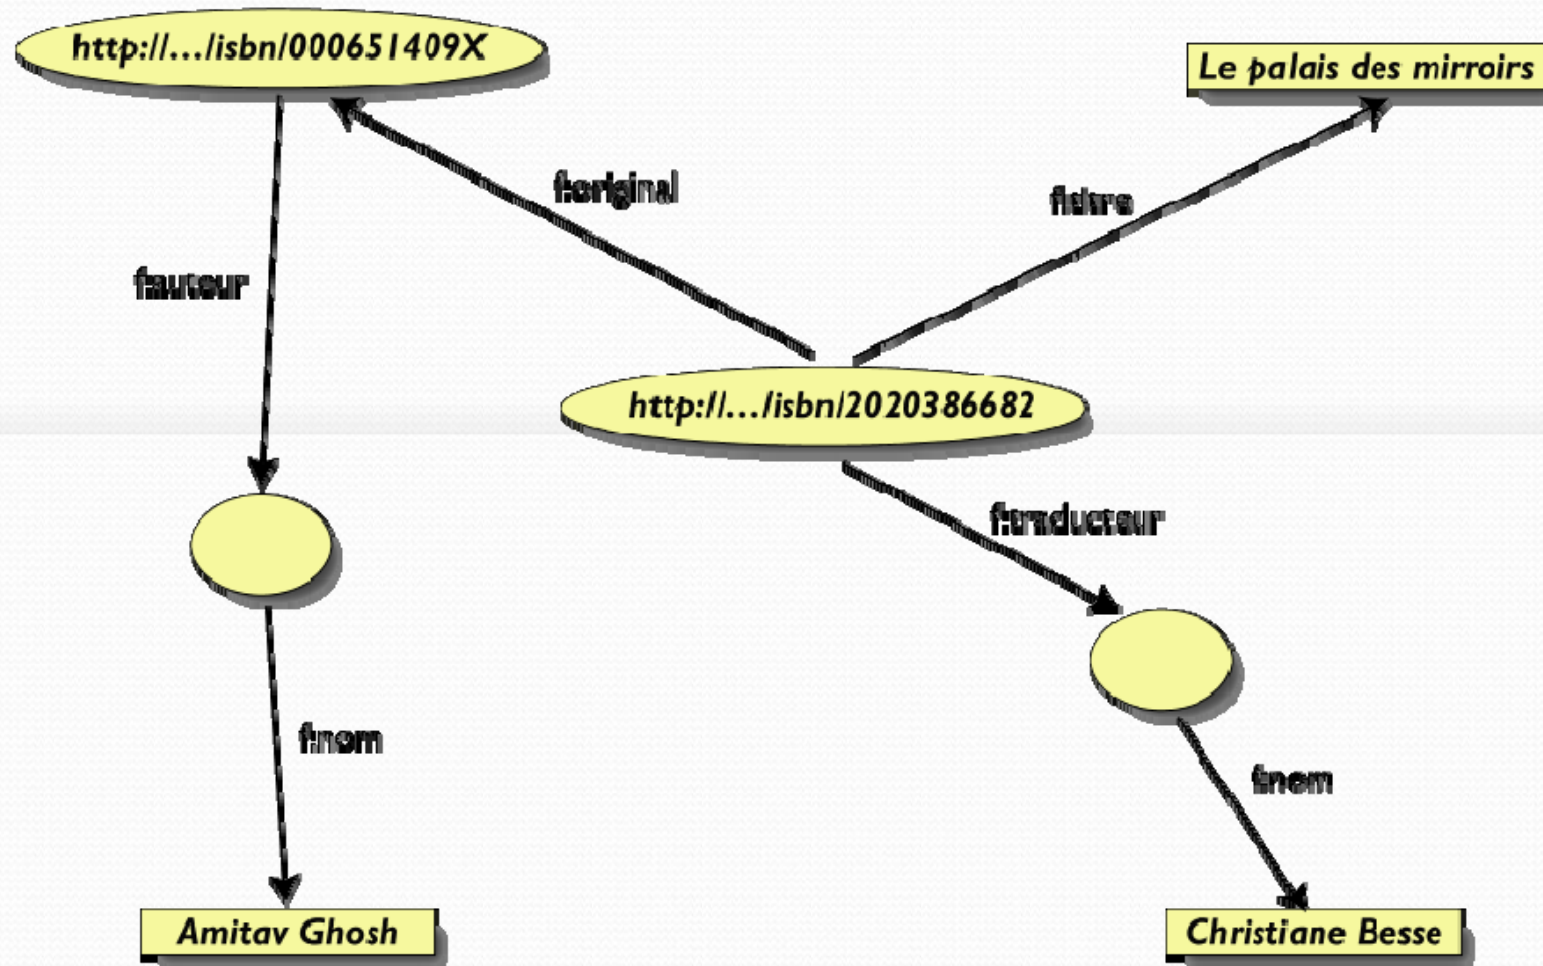 http://.../isbn/000651409X
Le palais des mirroirs
f:original
f:titre
f:auteur
http://.../isbn/2020386682
f:traducteur
f:nom
f:nom
Amitav Ghosh
Christiane Besse